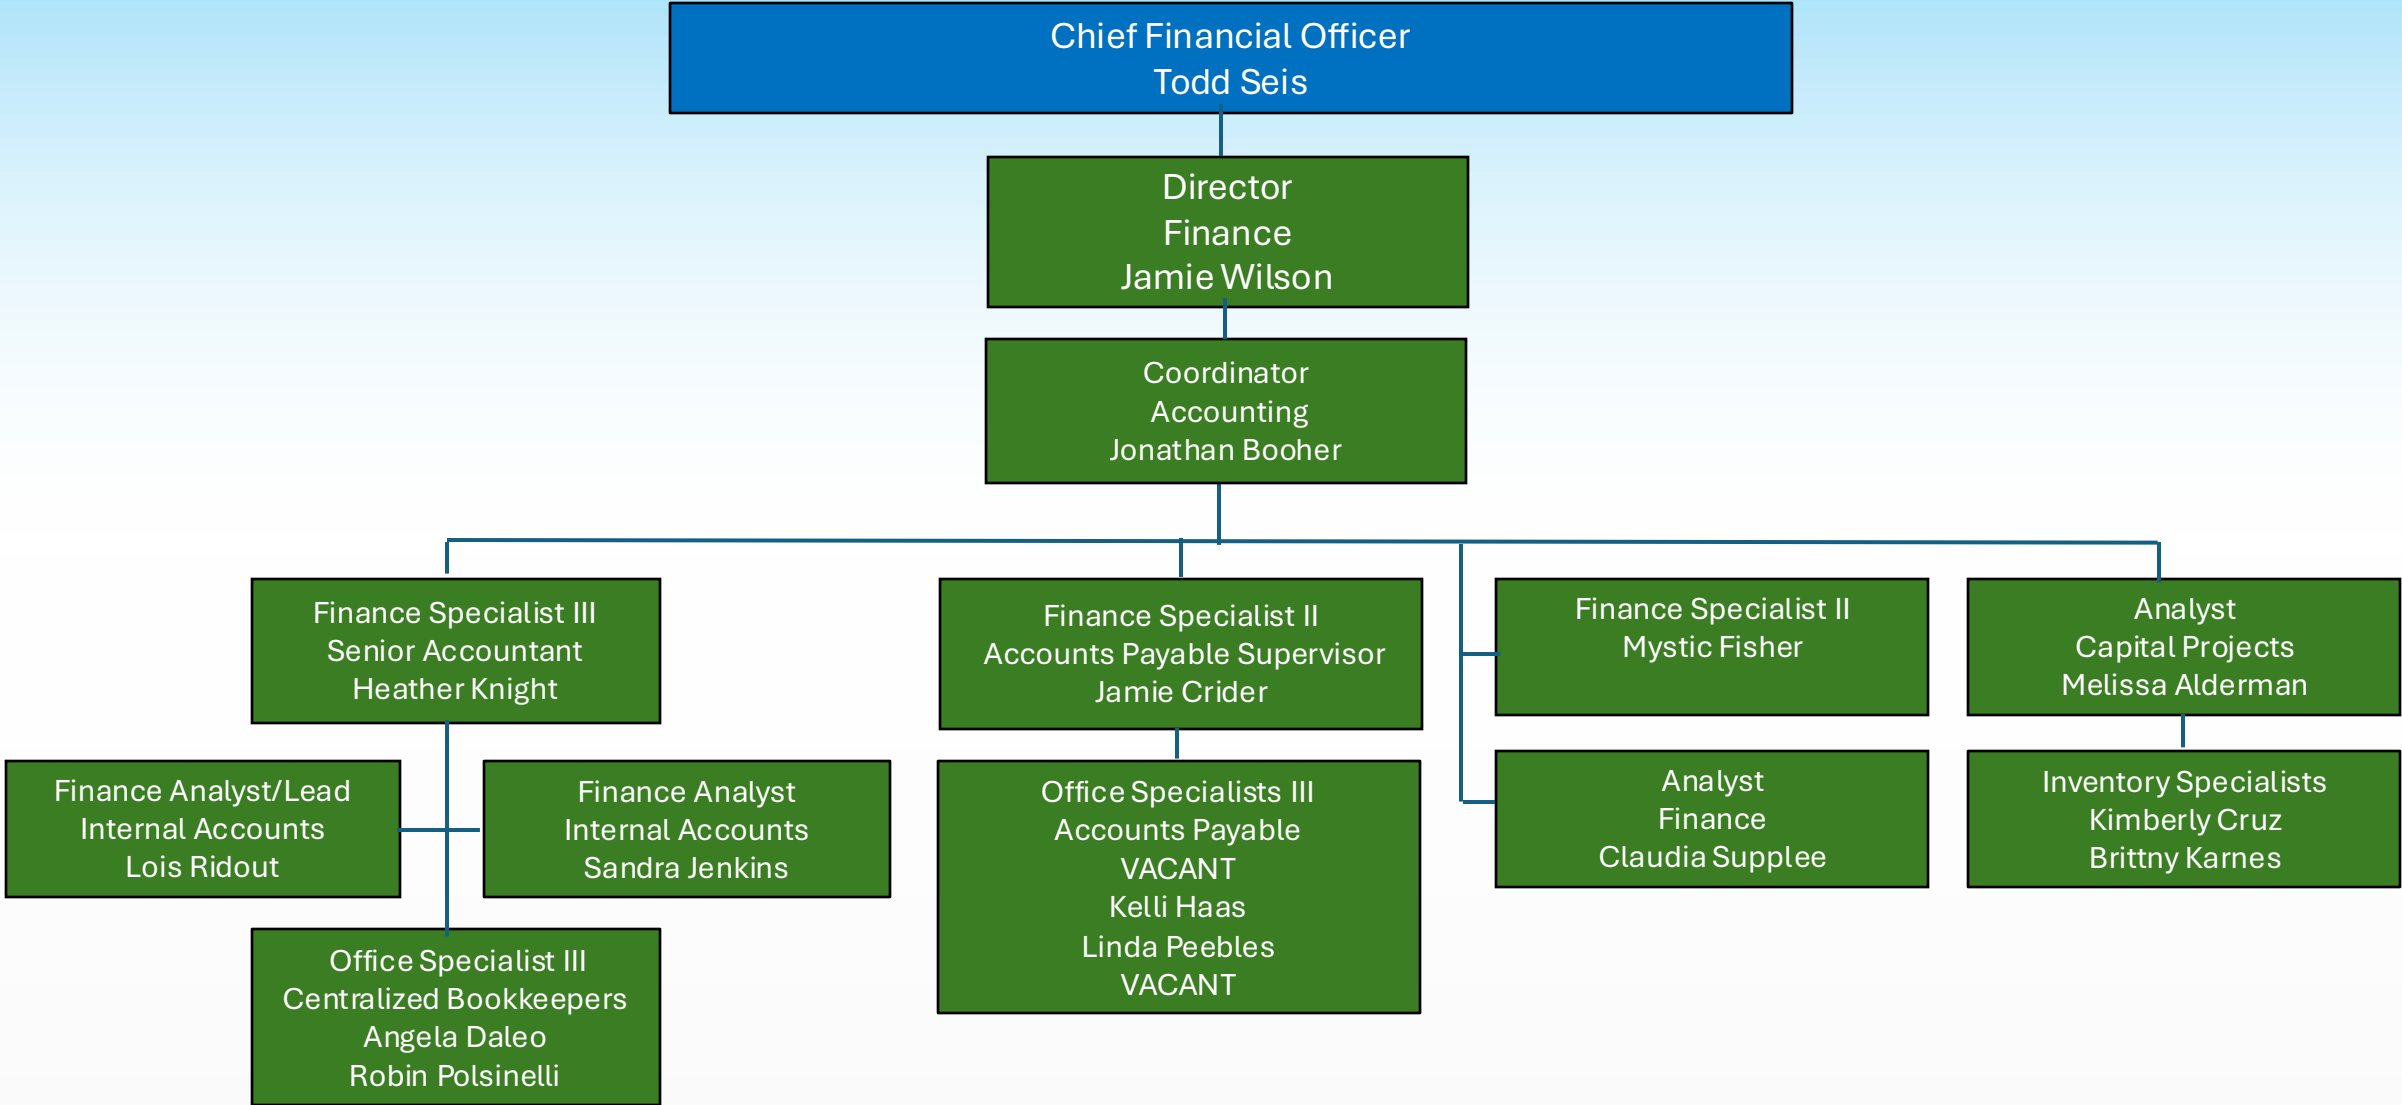 Chief Financial Officer
Todd Seis
Director
Finance
Jamie Wilson
Coordinator
Accounting
Jonathan Booher
Finance Specialist III
Senior Accountant
Heather Knight
Finance Analyst/Lead
Internal Accounts
Lois Ridout
Finance Analyst
Internal Accounts
Sandra Jenkins
Office Specialist III
Centralized Bookkeepers
Angela Daleo
Robin Polsinelli
Finance Specialist II
Accounts Payable Supervisor
Jamie Crider
Office Specialists III
Accounts Payable
VACANT
Kelli Haas
Linda Peebles
VACANT
Finance Specialist II
Mystic Fisher
Analyst
Finance
Claudia Supplee
Analyst
Capital Projects
Melissa Alderman
Inventory Specialists
Kimberly Cruz
Brittny Karnes